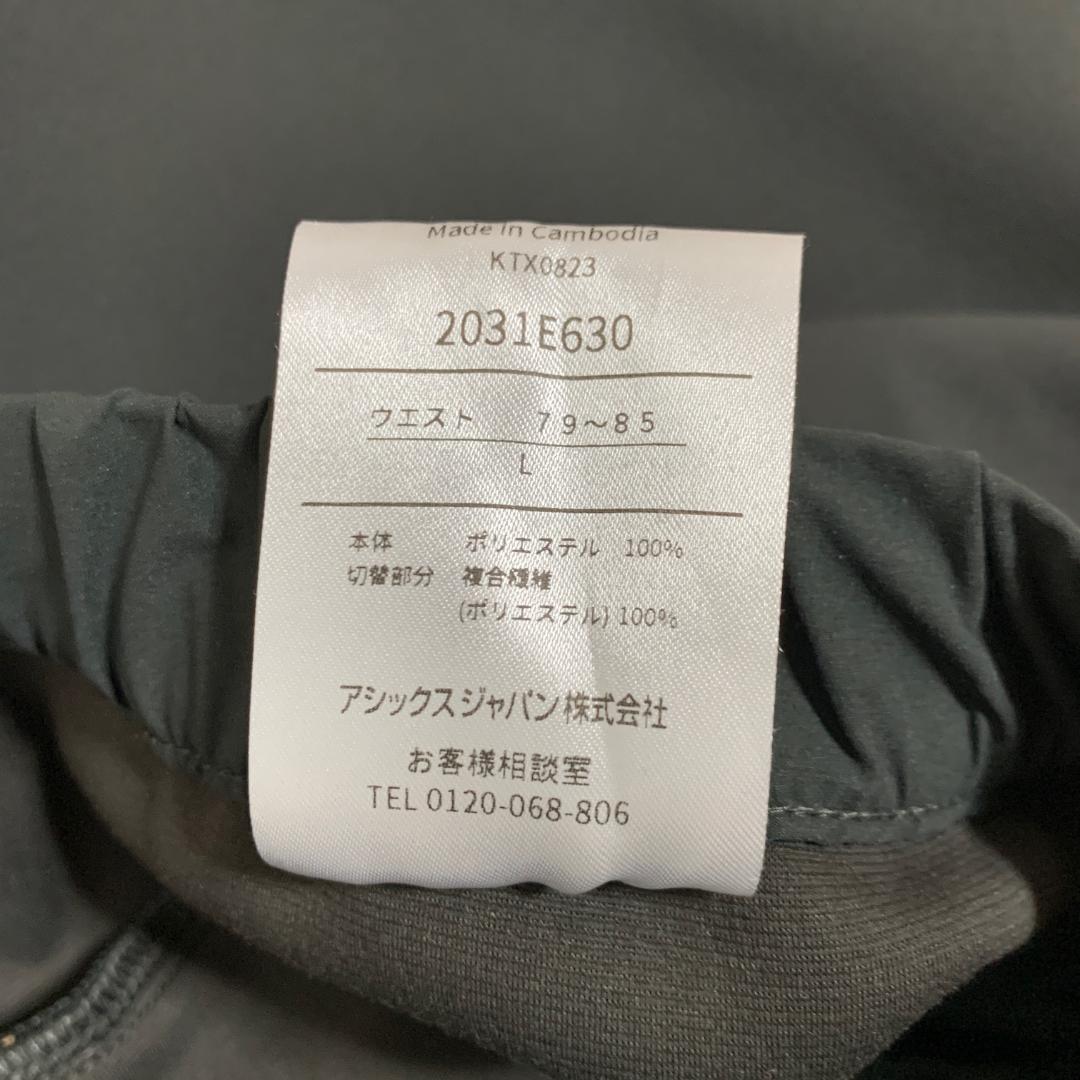 Made in Cambodia
KTX0823
2031E630
ウエスト 79～85
L
本体 ポリエステル 100%
切替部分 複合繊維
(ポリエステル) 100%
アシックスジャパン株式会社
お客様相談室
TEL 0120-068-806